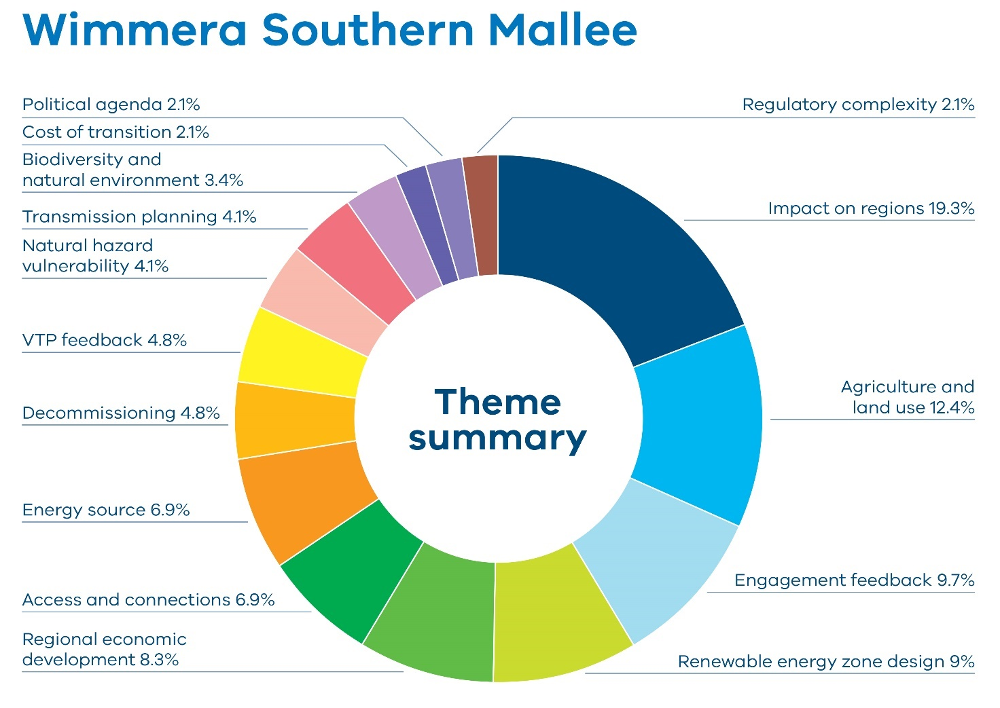 Wimmera Southern Mallee
Political agenda 2.1%
Cost of transition 2.1%
Biodiversity and
natural environment 3.4%
Transmission planning 4.1%
Natural hazard
vulnerability 4.1%
VTP feedback 4.8%
Decommissioning 4.8%
Energy source 6.9%
Access and connections 6.9%
Regional economic
development 8.3%
Theme
summary
Regulatory complexity 2.1%
Impact on regions 19.3%
Agriculture and
land use 12.4%
Engagement feedback 9.7%
Renewable energy zone design 9%